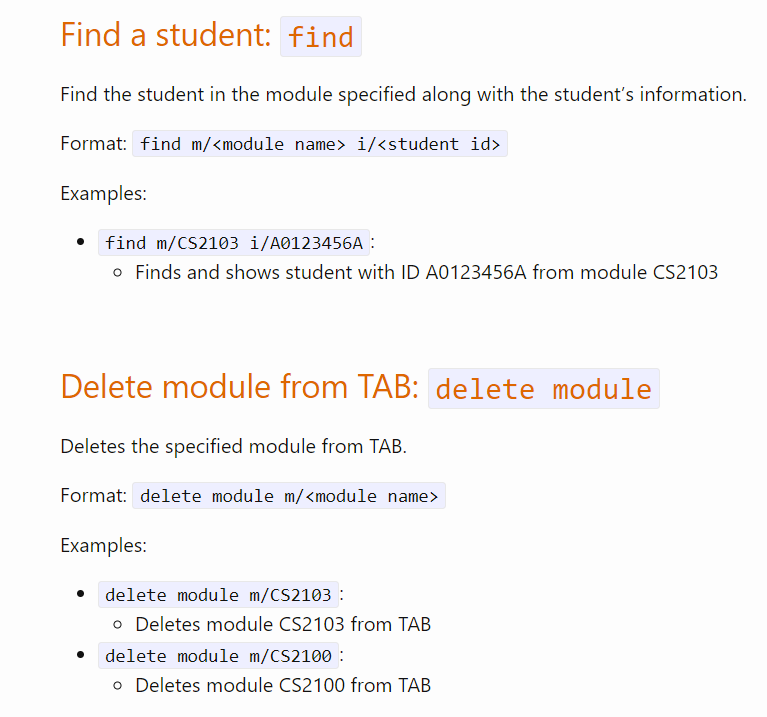 Find a student: find
Find the student in the module specified along with the student’s information.
Format: find m/<module name> i/<student id>
Examples:
find m/CS2103 i/A0123456A :
Finds and shows student with ID A0123456A from module CS2103
Delete module from TAB: delete module
Deletes the specified module from TAB.
Format: delete module m/<module name>
Examples:
delete module m/CS2103 :
Deletes module CS2103 from TAB
delete module m/CS2100 :
Deletes module CS2100 from TAB